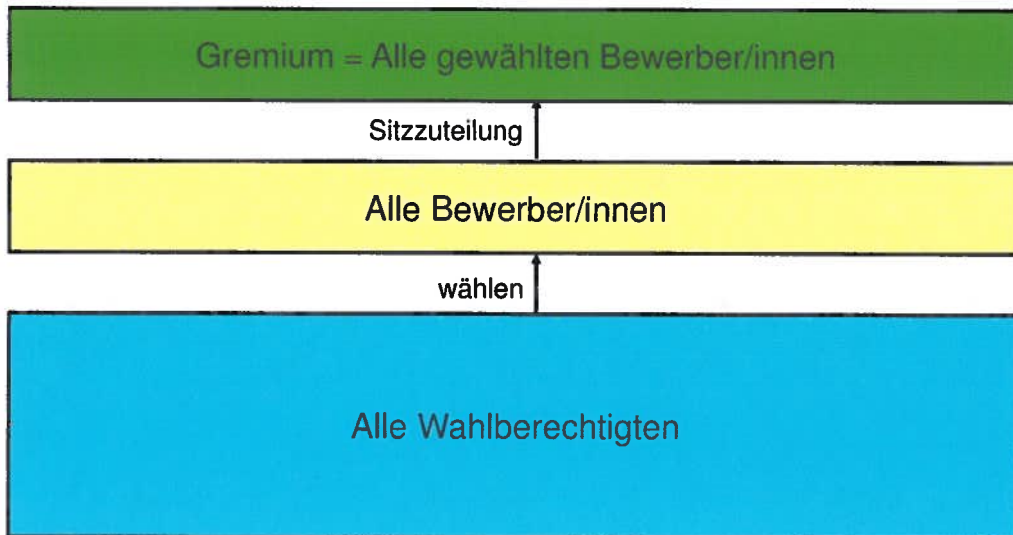 Gremium = Alle gewählten Bewerber/innen
Sitzzuteilung
Alle Bewerber/innen
wählen
Alle Wahlberechtigten